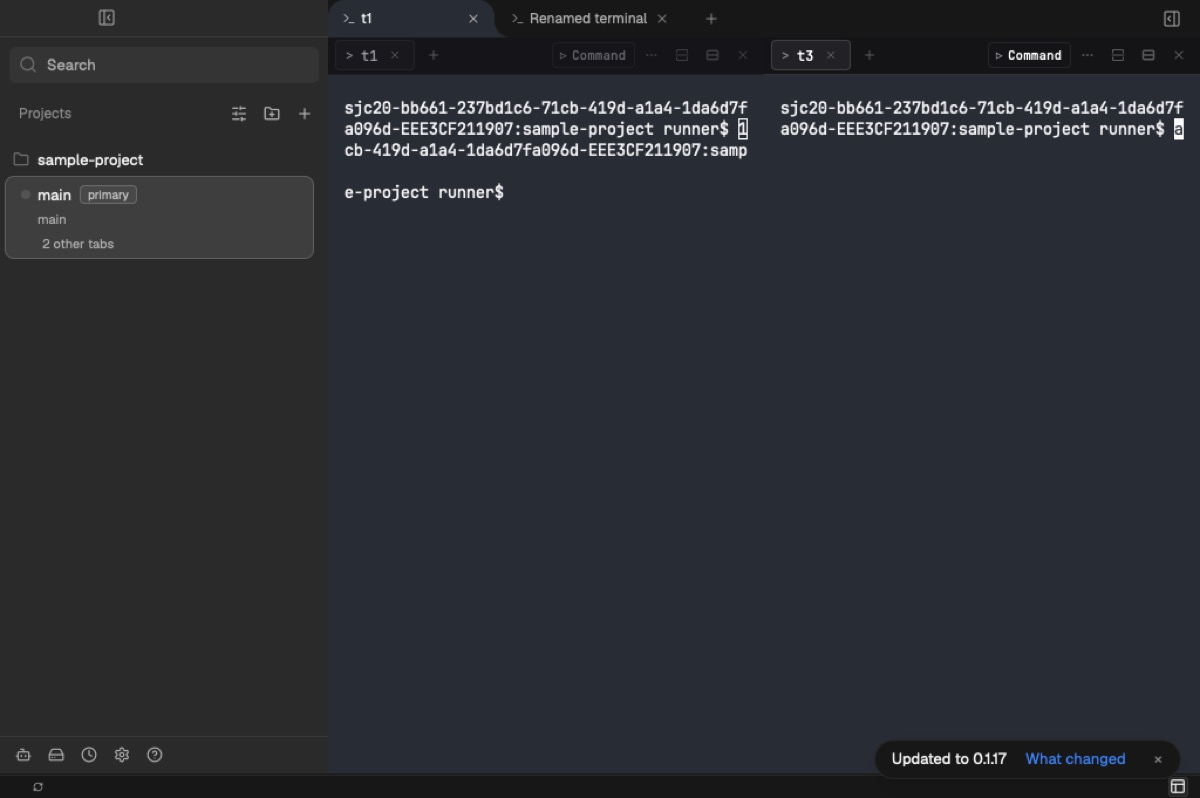 t1
Renamed terminal
Search
Projects
sample-project
main primary
main
2 other tabs
> t1
Command
> t3
Command
sjc20-bb661-237bd1c6-71cb-419d-a1a4-1da6d7f
a096d-EEE3CF211907:sample-project runner$ l
cb-419d-a1a4-1da6d7fa096d-EEE3CF211907:samp
e-project runner$
sjc20-bb661-237bd1c6-71cb-419d-a1a4-1da6d7f
a096d-EEE3CF211907:sample-project runner$ a
Updated to 0.1.17 What changed